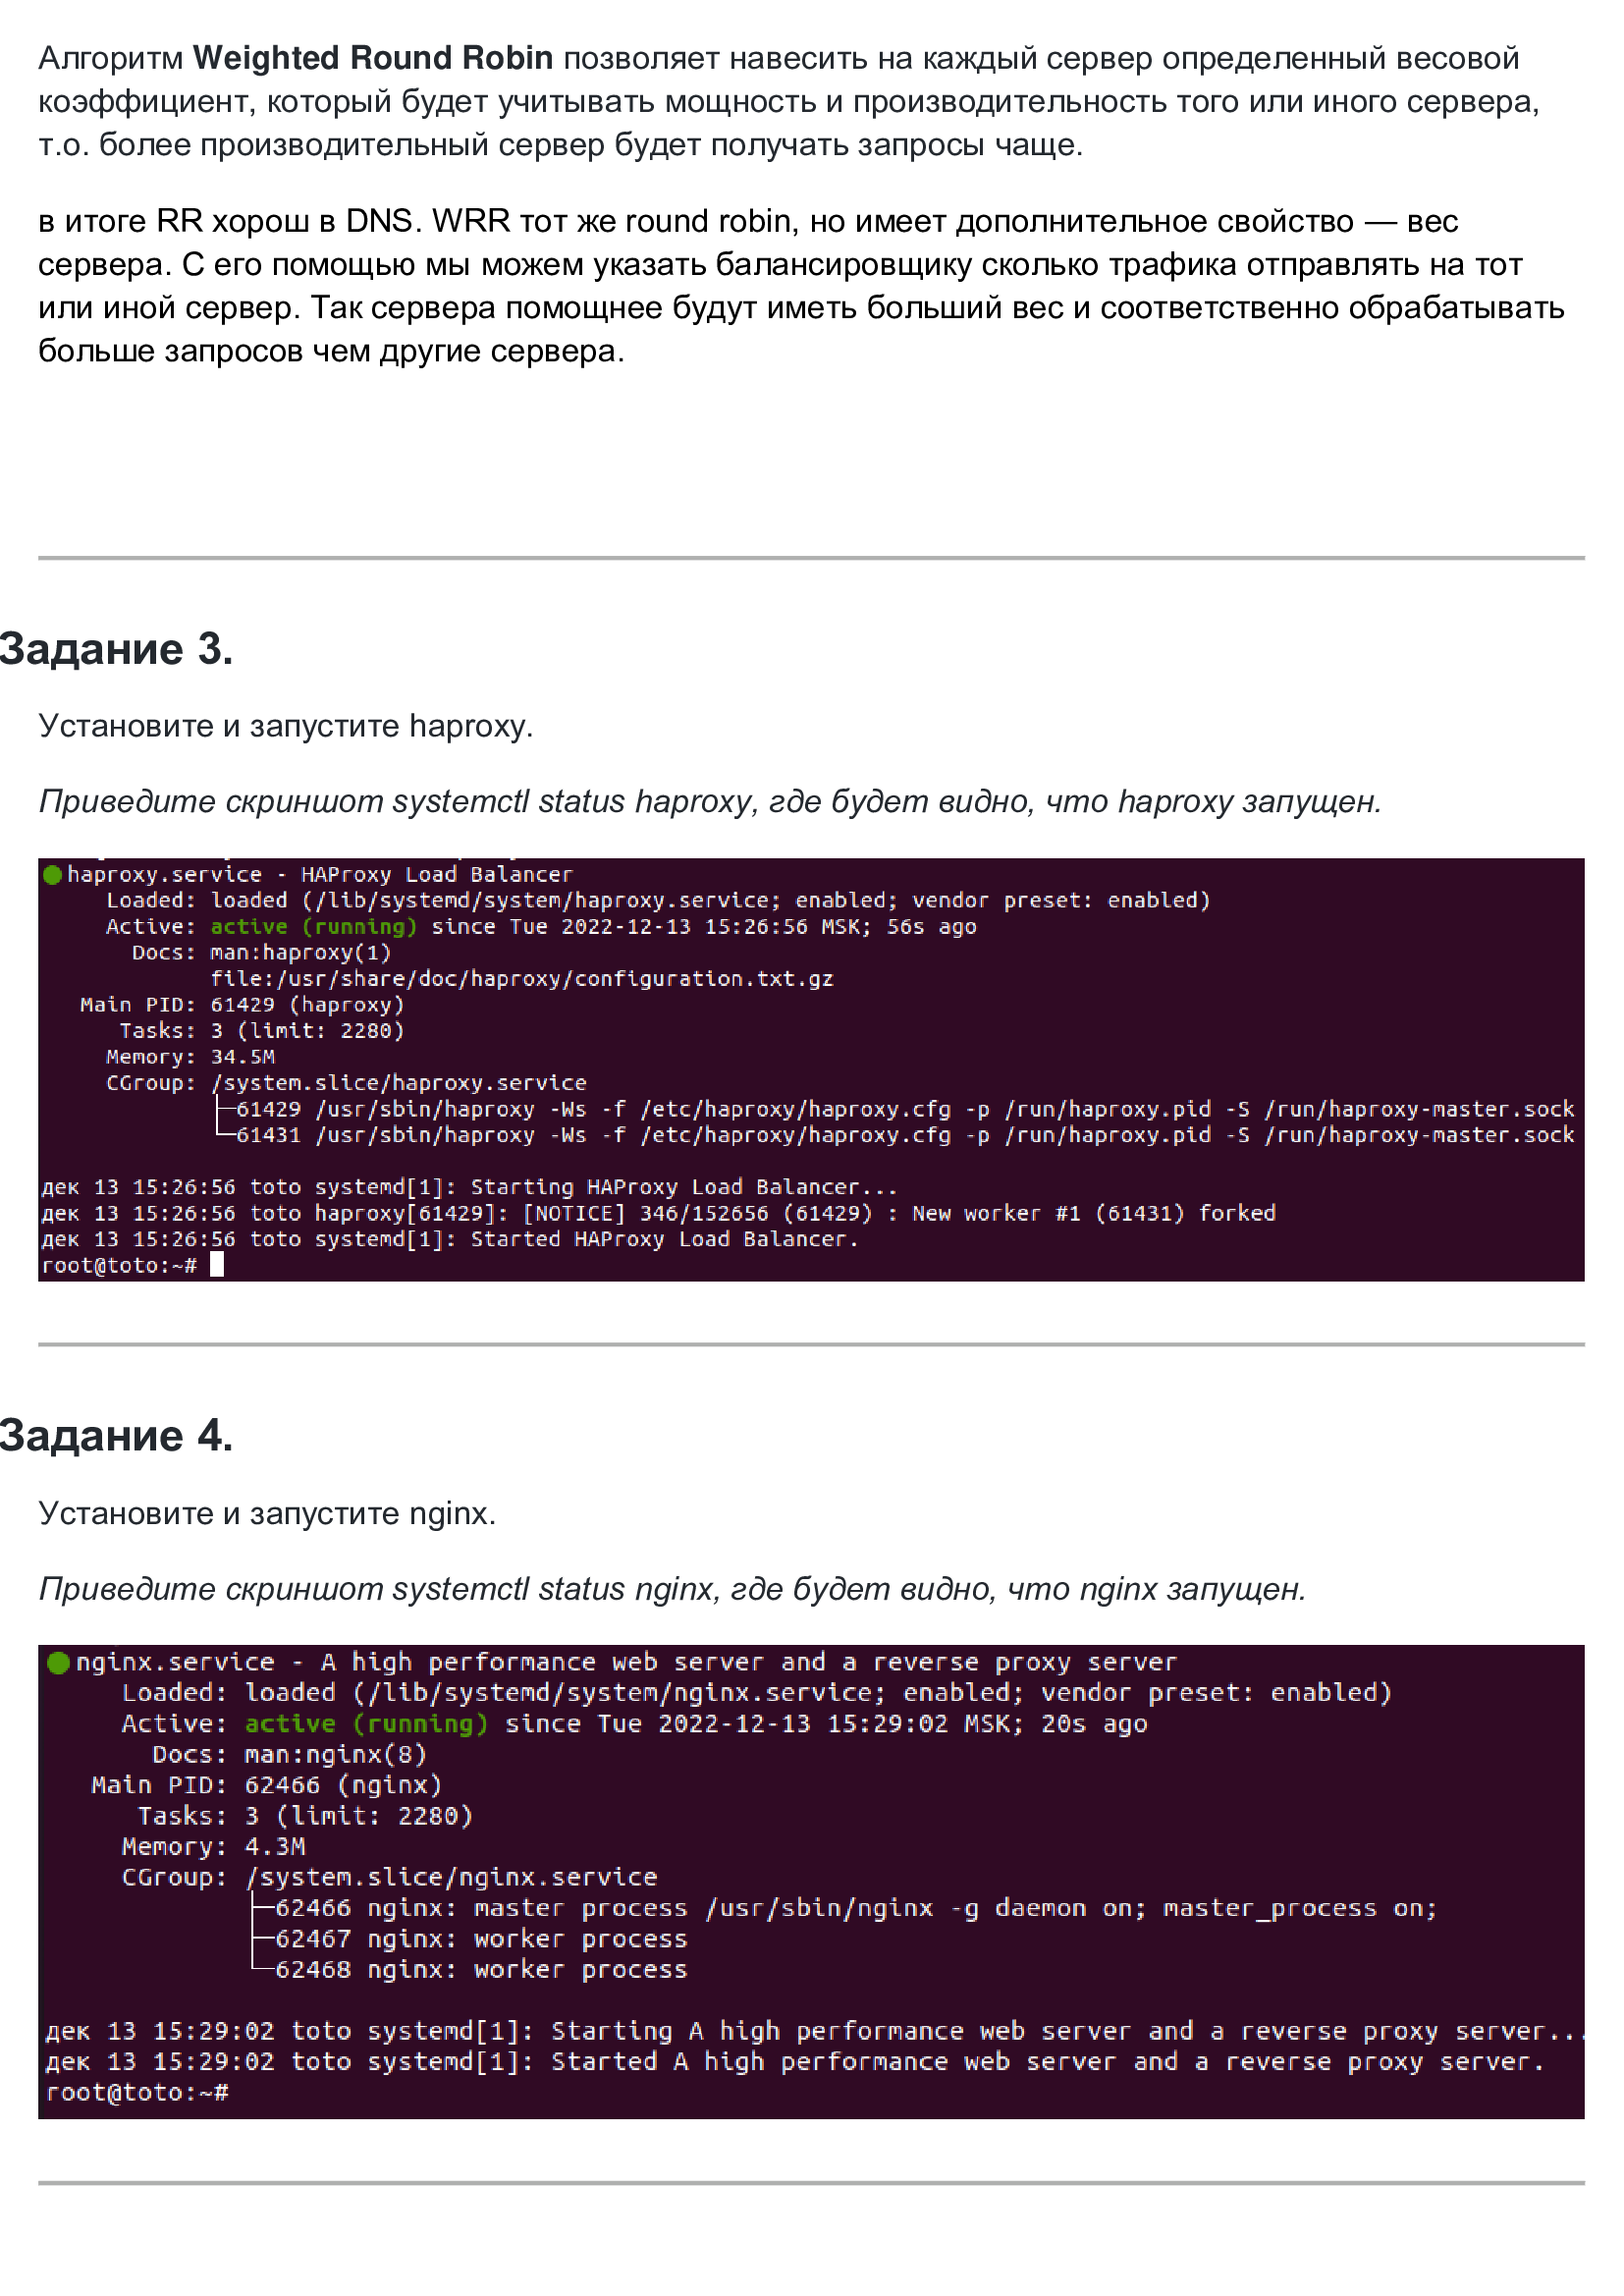 Алгоритм Weighted Round Robin позволяет навесить на каждый сервер определенный весовой
коэффициент, который будет учитывать мощность и производительность того или иного сервера,
т.о. более производительный сервер будет получать запросы чаще.
в итоге RR хорош в DNS. WRR тот же round robin, но имеет дополнительное свойство — вес
сервера. С его помощью мы можем указать балансировщику сколько трафика отправлять на тот
или иной сервер. Так сервера помощнее будут иметь больший вес и соответственно обрабатывать
больше запросов чем другие сервера.
Задание 3.
Установите и запустите haproxy.
Приведите скриншот systemctl status haproxy, где будет видно, что haproxy запущен.
haproxy.service - HAProxy Load Balancer
Loaded: loaded (/lib/systemd/system/haproxy.service; enabled; vendor preset: enabled)
Active: active (running) since Tue 2022-12-13 15:26:56 MSK; 56s ago
Docs: man:haproxy(1)
file:/usr/share/doc/haproxy/configuration.txt.gz
Main PID: 61429 (haproxy)
Tasks: 3 (limit: 2280)
Memory: 34.5M
CGroup: /system.slice/haproxy.service
├─61429 /usr/sbin/haproxy -Ws -f /etc/haproxy/haproxy.cfg -p /run/haproxy.pid -S /run/haproxy-master.sock
└─61431 /usr/sbin/haproxy -Ws -f /etc/haproxy/haproxy.cfg -p /run/haproxy.pid -S /run/haproxy-master.sock
дек 13 15:26:56 toto systemd[1]: Starting HAProxy Load Balancer...
дек 13 15:26:56 toto haproxy[61429]: [NOTICE] 346/152656 (61429) : New worker #1 (61431) forked
дек 13 15:26:56 toto systemd[1]: Started HAProxy Load Balancer.
root@toto:~#
Задание 4.
Установите и запустите nginx.
Приведите скриншот systemctl status nginx, где будет видно, что nginx запущен.
nginx.service - A high performance web server and a reverse proxy server
Loaded: loaded (/lib/systemd/system/nginx.service; enabled; vendor preset: enabled)
Active: active (running) since Tue 2022-12-13 15:29:02 MSK; 20s ago
Docs: man:nginx(8)
Main PID: 62466 (nginx)
Tasks: 3 (limit: 2280)
Memory: 4.3M
CGroup: /system.slice/nginx.service
├─62466 nginx: master process /usr/sbin/nginx -g daemon on; master_process on;
├─62467 nginx: worker process
└─62468 nginx: worker process
дек 13 15:29:02 toto systemd[1]: Starting A high performance web server and a reverse proxy server...
дек 13 15:29:02 toto systemd[1]: Started A high performance web server and a reverse proxy server.
root@toto:~#